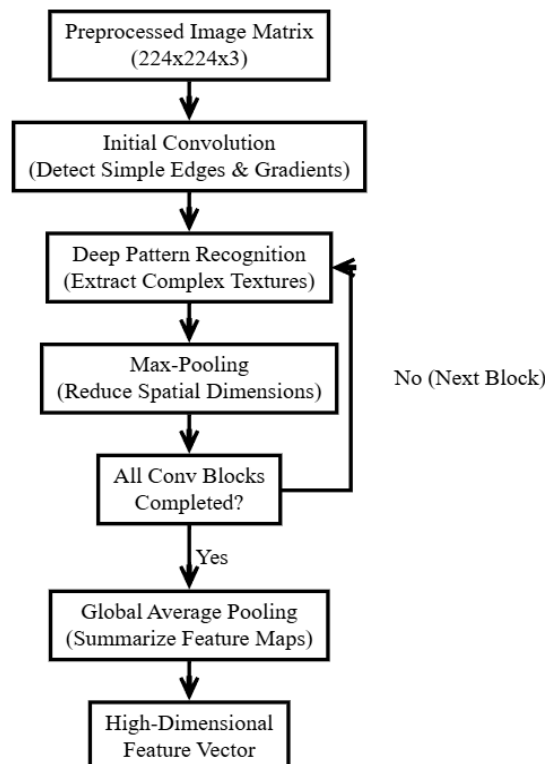 Preprocessed Image Matrix
(224x224x3)
Initial Convolution
(Detect Simple Edges & Gradients)
Deep Pattern Recognition
(Extract Complex Textures)
Max-Pooling
(Reduce Spatial Dimensions)
No (Next Block)
All Conv Blocks
Completed?
Yes
Global Average Pooling
(Summarize Feature Maps)
High-Dimensional
Feature Vector